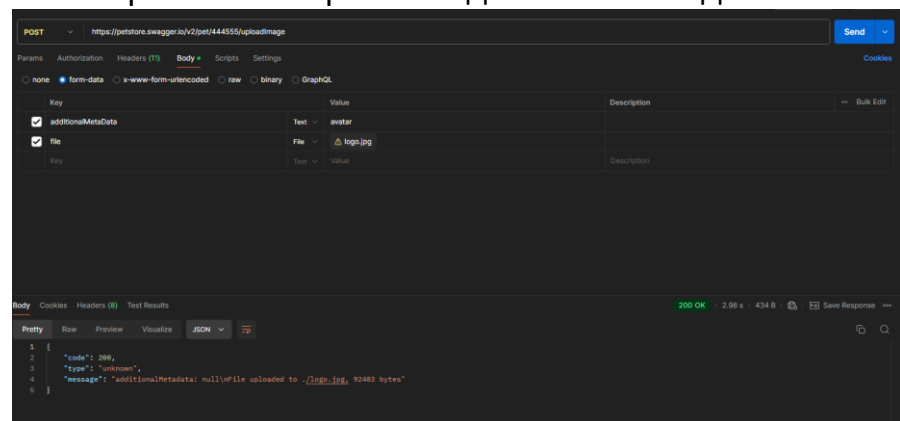 POST https://petstore.swagger.io/v2/pet/444555/uploadImage Send
Params Authorization Headers (11) Body Scripts Settings Cookies
none form-data x-www-form-urlencoded raw binary GraphQL
Key Value Description Bulk Edit
additionalMetaData Text avatar
file File logo.jpg
Key Text Value Description
Body Cookies Headers (8) Test Results 200 OK 2.98 s 434 B Save Response
Pretty Raw Preview Visualize JSON
1 {
2 "code": 200,
3 "type": "unknown",
4 "message": "additionalMetadata: null\nFile uploaded to ./logo.jpg, 92403 bytes"
5 }